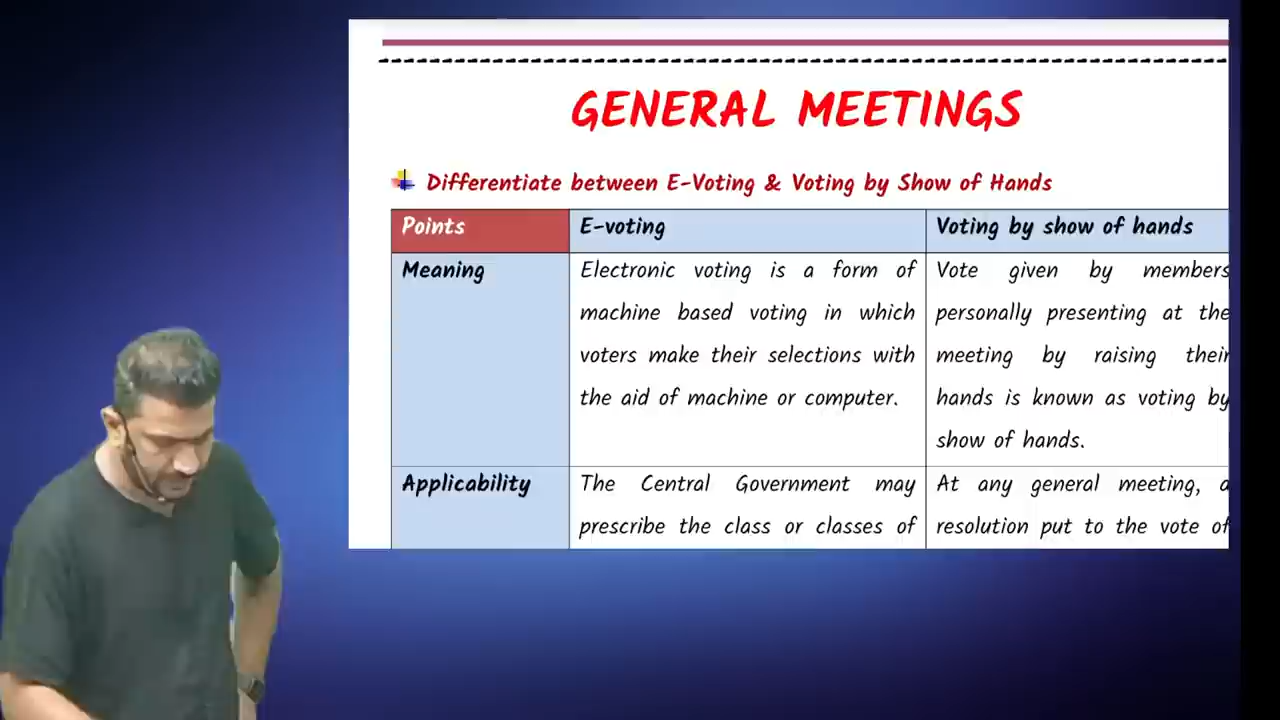 GENERAL MEETINGS
Differentiate between E-Voting & Voting by Show of Hands
Points
E-voting
Voting by show of hands
Meaning
Electronic voting is a form of
machine based voting in which
voters make their selections with
the aid of machine or computer.
Vote given by members
personally presenting at the
meeting by raising their
hands is known as voting by
show of hands.
Applicability
The Central Government may
prescribe the class or classes of
At any general meeting, a
resolution put to the vote of